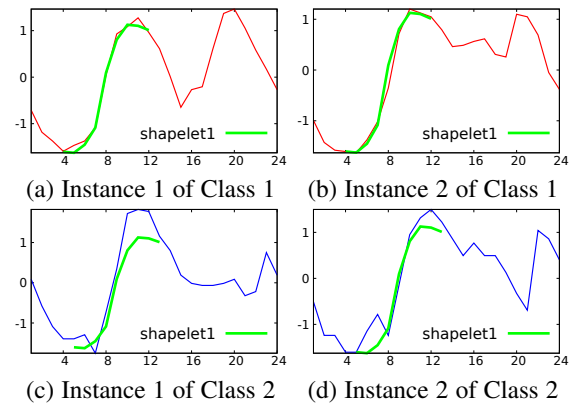 1
0
-1
shapelet1
4 8 12 16 20 24
(a) Instance 1 of Class 1
1
0
-1
shapelet1
4 8 12 16 20 24
(b) Instance 2 of Class 1
1
0
-1
shapelet1
4 8 12 16 20 24
(c) Instance 1 of Class 2
1
0
-1
shapelet1
4 8 12 16 20 24
(d) Instance 2 of Class 2